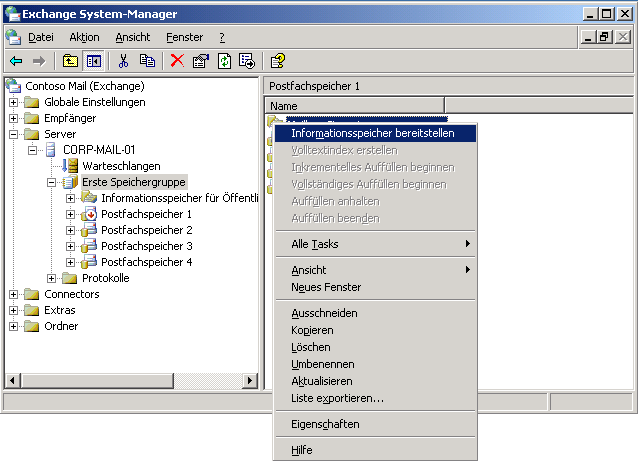 Exchange System-Manager
Datei Aktion Ansicht Fenster ?
Contoso Mail (Exchange)
Globale Einstellungen
Empfänger
Server
CORP-MAIL-01
Warteschlangen
Erste Speichergruppe
Informationsspeicher für Öffentli
Postfachspeicher 1
Postfachspeicher 2
Postfachspeicher 3
Postfachspeicher 4
Protokolle
Connectors
Extras
Ordner
Postfachspeicher 1
Name
Informationsspeicher bereitstellen
Volltextindex erstellen
Inkrementelles Auffüllen beginnen
Vollständiges Auffüllen beginnen
Auffüllen anhalten
Auffüllen beenden
Alle Tasks
Ansicht
Neues Fenster
Ausschneiden
Kopieren
Löschen
Umbenennen
Aktualisieren
Liste exportieren...
Eigenschaften
Hilfe